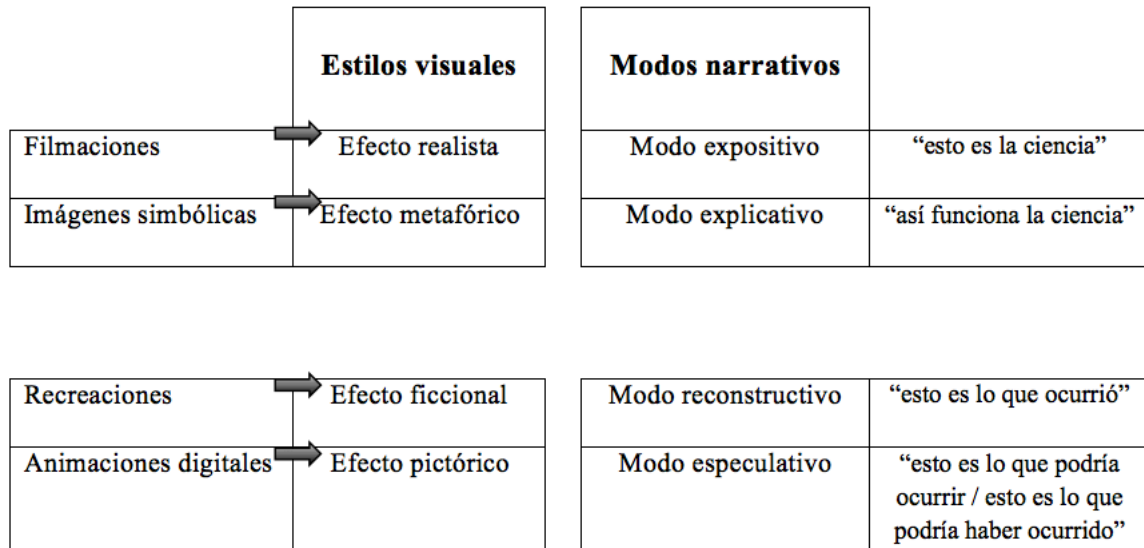 Estilos visuales Modos narrativos
Filmaciones Efecto realista Modo expositivo “esto es la ciencia”
Imágenes simbólicas Efecto metafórico Modo explicativo “así funciona la ciencia”
Recreaciones Efecto ficcional Modo reconstructivo “esto es lo que ocurrió”
Animaciones digitales Efecto pictórico Modo especulativo “esto es lo que podría
ocurrir / esto es lo que
podría haber ocurrido”